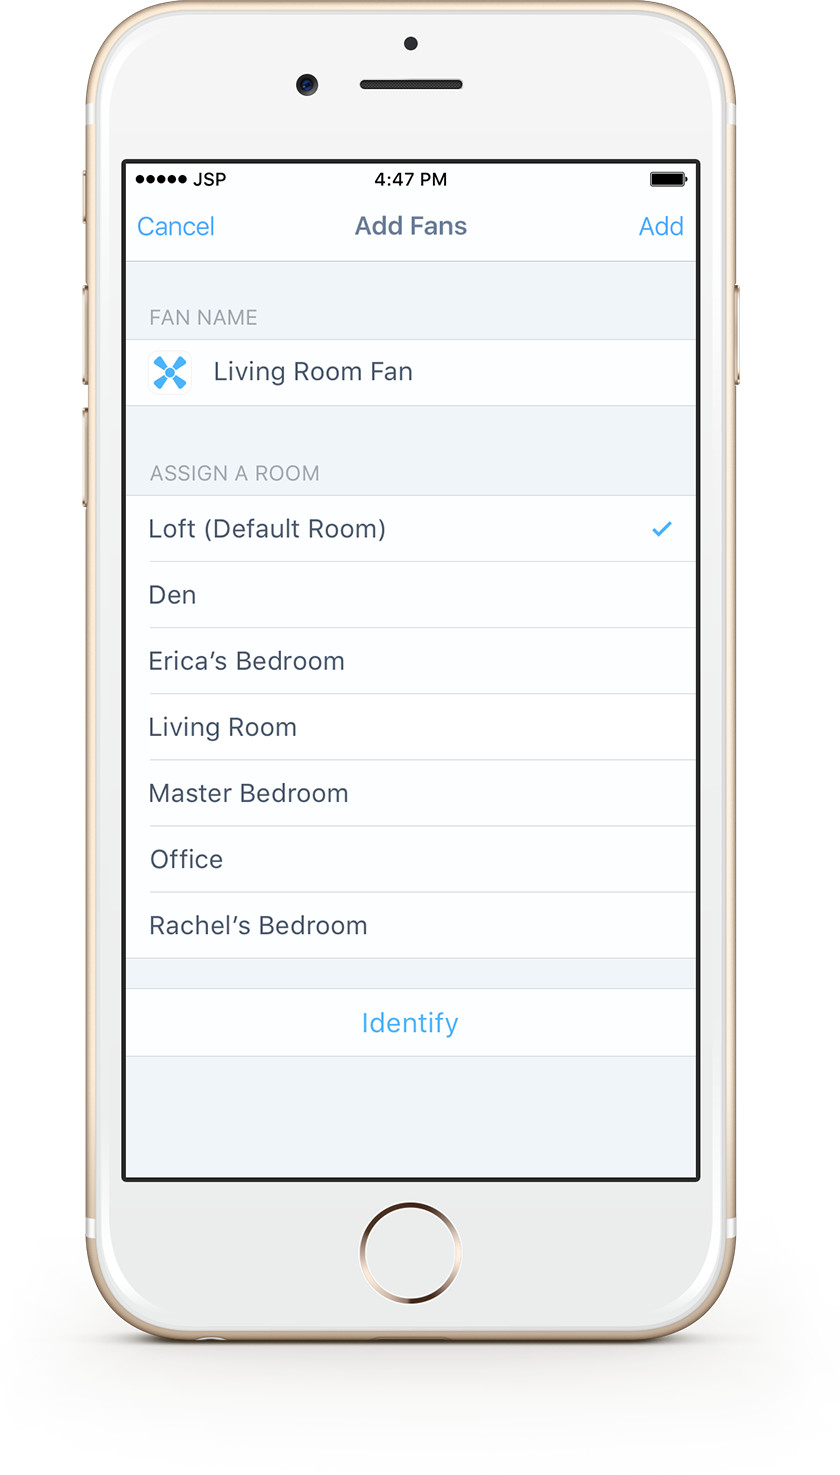 JSP 4:47 PM
Cancel Add Fans Add
FAN NAME
Living Room Fan
ASSIGN A ROOM
Loft (Default Room)
Den
Erica’s Bedroom
Living Room
Master Bedroom
Office
Rachel’s Bedroom
Identify